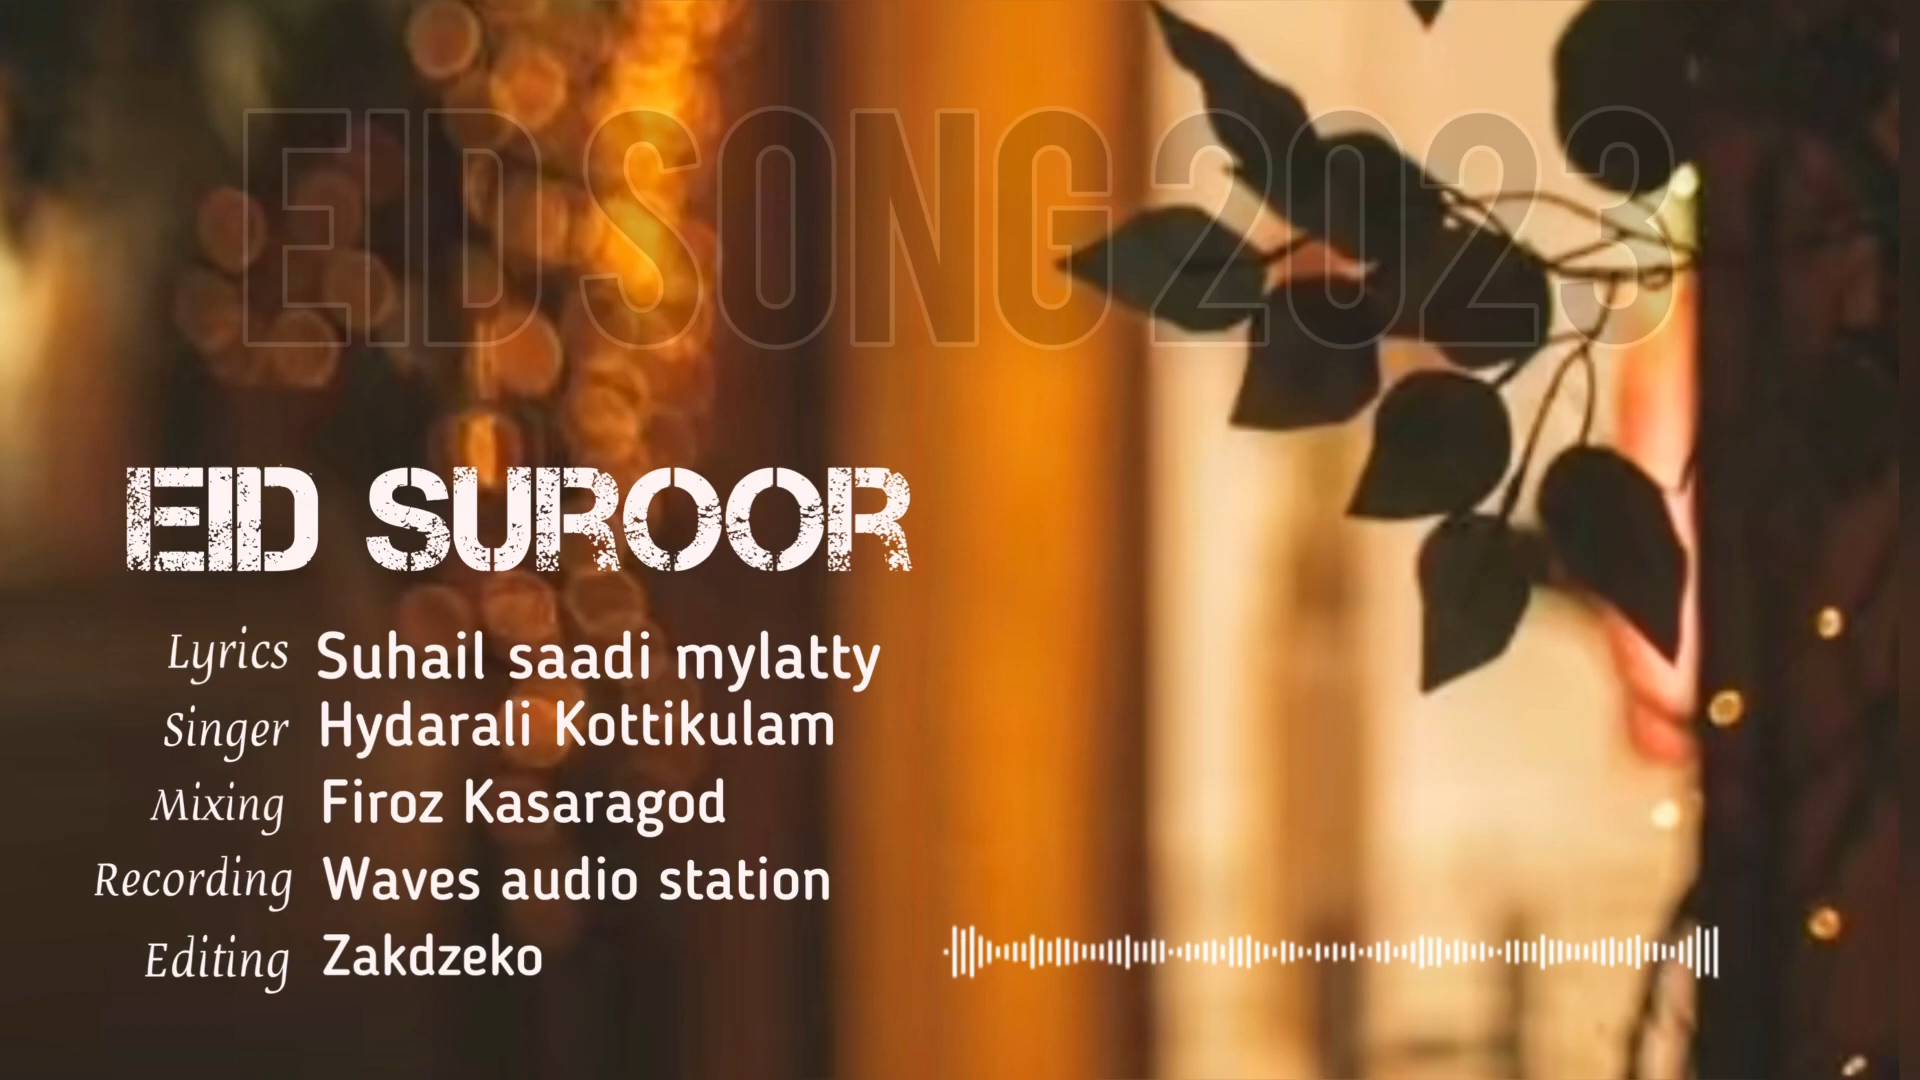 EID SONG 2023
EID SUROOR
Lyrics Suhail saadi mylatty
Singer Hydarali Kottikulam
Mixing Firoz Kasaragod
Recording Waves audio station
Editing Zakdzeko